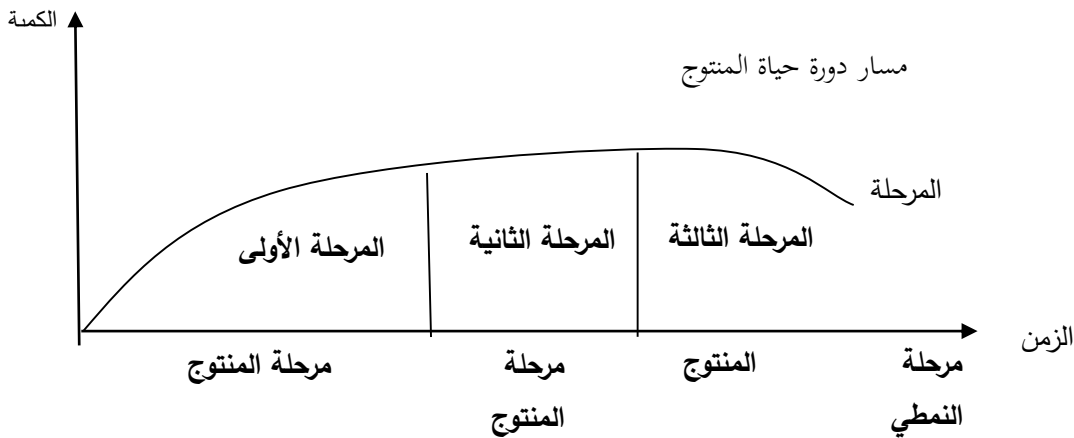 الكمية
مسار دورة حياة المنتوج
المرحلة
المرحلة الأولى
المرحلة الثانية
المرحلة الثالثة
الزمن
مرحلة المنتوج
مرحلة
المنتوج
مرحلة
المنتوج
النمطي